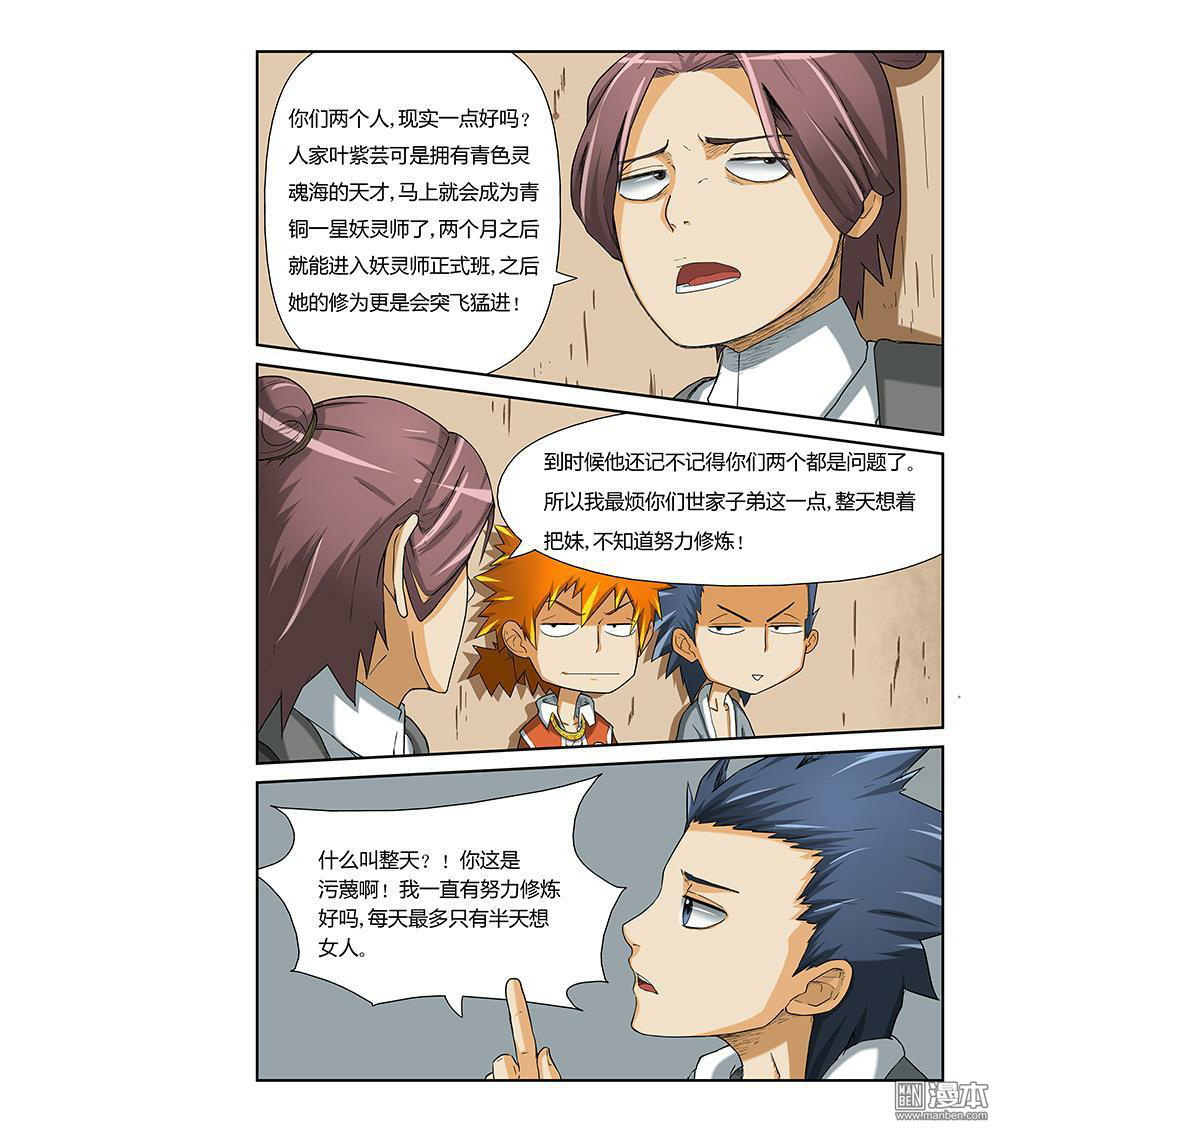 你们两个人,现实一点好吗?
人家叶紫芸可是拥有青色灵
魂海的天才,马上就会成为青
铜一星妖灵师了,两个月之后
就能进入妖灵师正式班,之后
她的修为更是会突飞猛进!
到时候他还记不记得你们两个都是问题了。
所以我最烦你们世家子弟这一点,整天想着
把妹,不知道努力修炼!
什么叫整天?!你这是
污蔑啊!我一直有努力修炼
好吗,每天最多只有半天想
女人。
MAN
BEN 漫本
www.manben.com